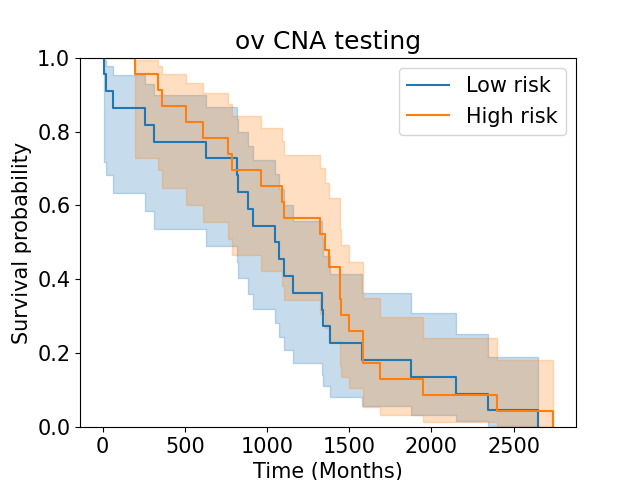 ov CNA testing
1.0
0.8
0.6
0.4
0.2
0.0
Survival probability
Low risk
High risk
0 500 1000 1500 2000 2500
Time (Months)